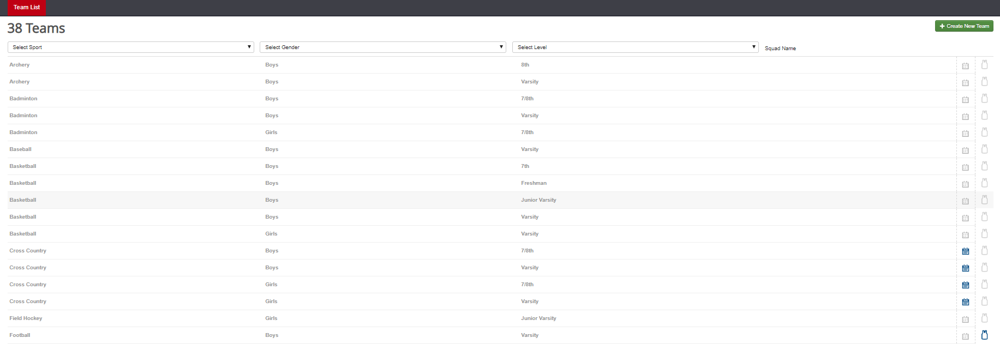 Team List
38 Teams
Create New Team
Select Sport Select Gender Select Level Squad Name
Archery Boys 8th
Archery Boys Varsity
Badminton Boys 7/8th
Badminton Boys Varsity
Badminton Girls 7/8th
Baseball Boys Varsity
Basketball Boys 7th
Basketball Boys Freshman
Basketball Boys Junior Varsity
Basketball Boys Varsity
Basketball Girls Varsity
Cross Country Boys 7/8th
Cross Country Boys Varsity
Cross Country Girls 7/8th
Cross Country Girls Varsity
Field Hockey Girls Junior Varsity
Football Boys Varsity